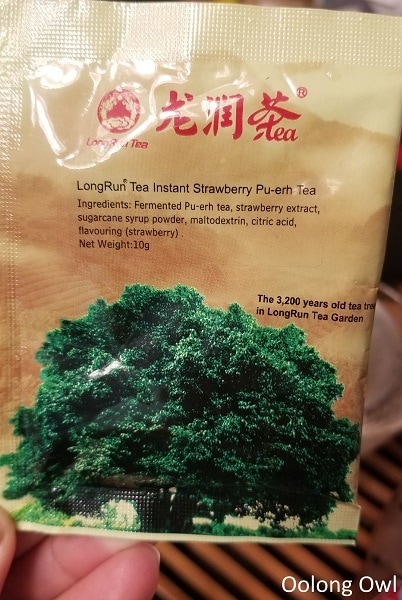 龙润茶®
tea
LongRun Tea
LongRun® Tea Instant Strawberry Pu-erh Tea
Ingredients: Fermented Pu-erh tea, strawberry extract,
sugarcane syrup powder, maltodextrin, citric acid,
flavouring (strawberry) .
Net Weight:10g
The 3,200 years old tea tree
in LongRun Tea Garden
Oolong Owl